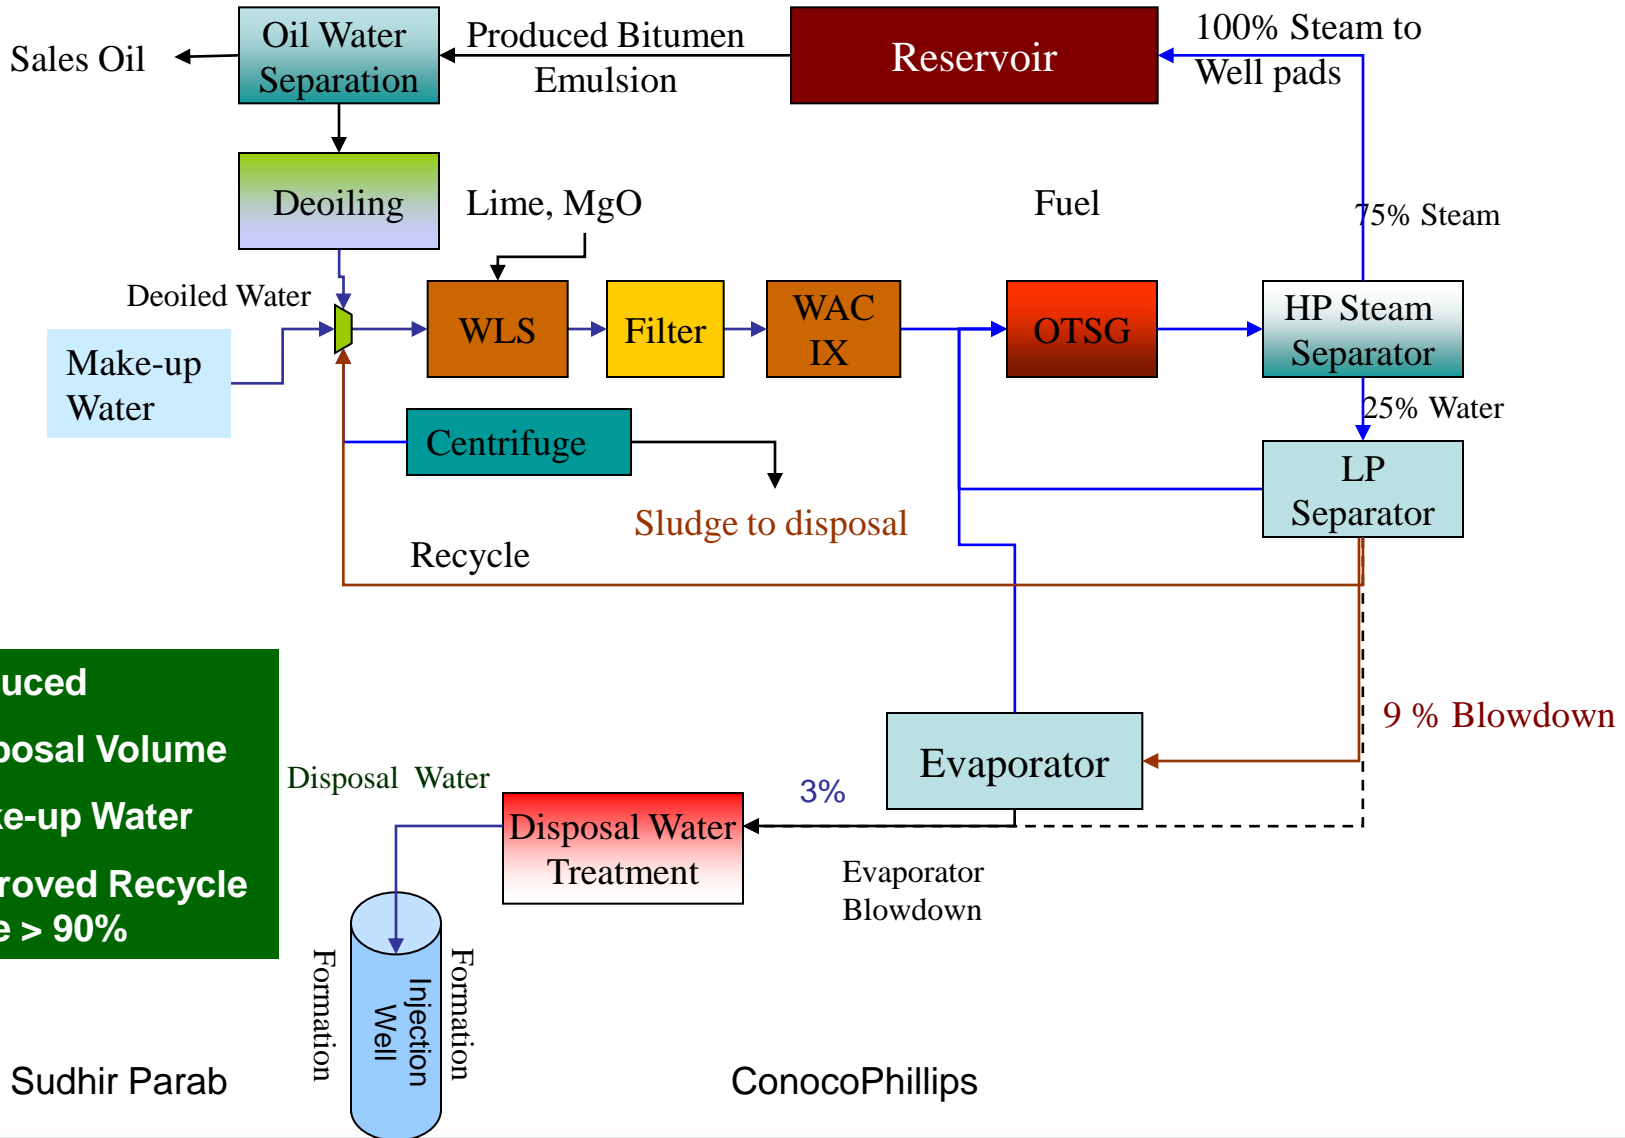 Oil Water
Separation
Produced Bitumen
Emulsion
Reservoir
100% Steam to
Well pads
Sales Oil
Deoiling
Lime, MgO
Fuel
75% Steam
Deoiled Water
Make-up
Water
WLS
Filter
WAC
IX
OTSG
HP Steam
Separator
25% Water
Centrifuge
LP
Separator
Sludge to disposal
Recycle
9 % Blowdown
Evaporator
3%
Disposal Water
Disposal Water
Treatment
Evaporator
Blowdown
uced
posal Volume
ke-up Water
roved Recycle
e > 90%
Formation
Injection
Well
Formation
Sudhir Parab
ConocoPhillips